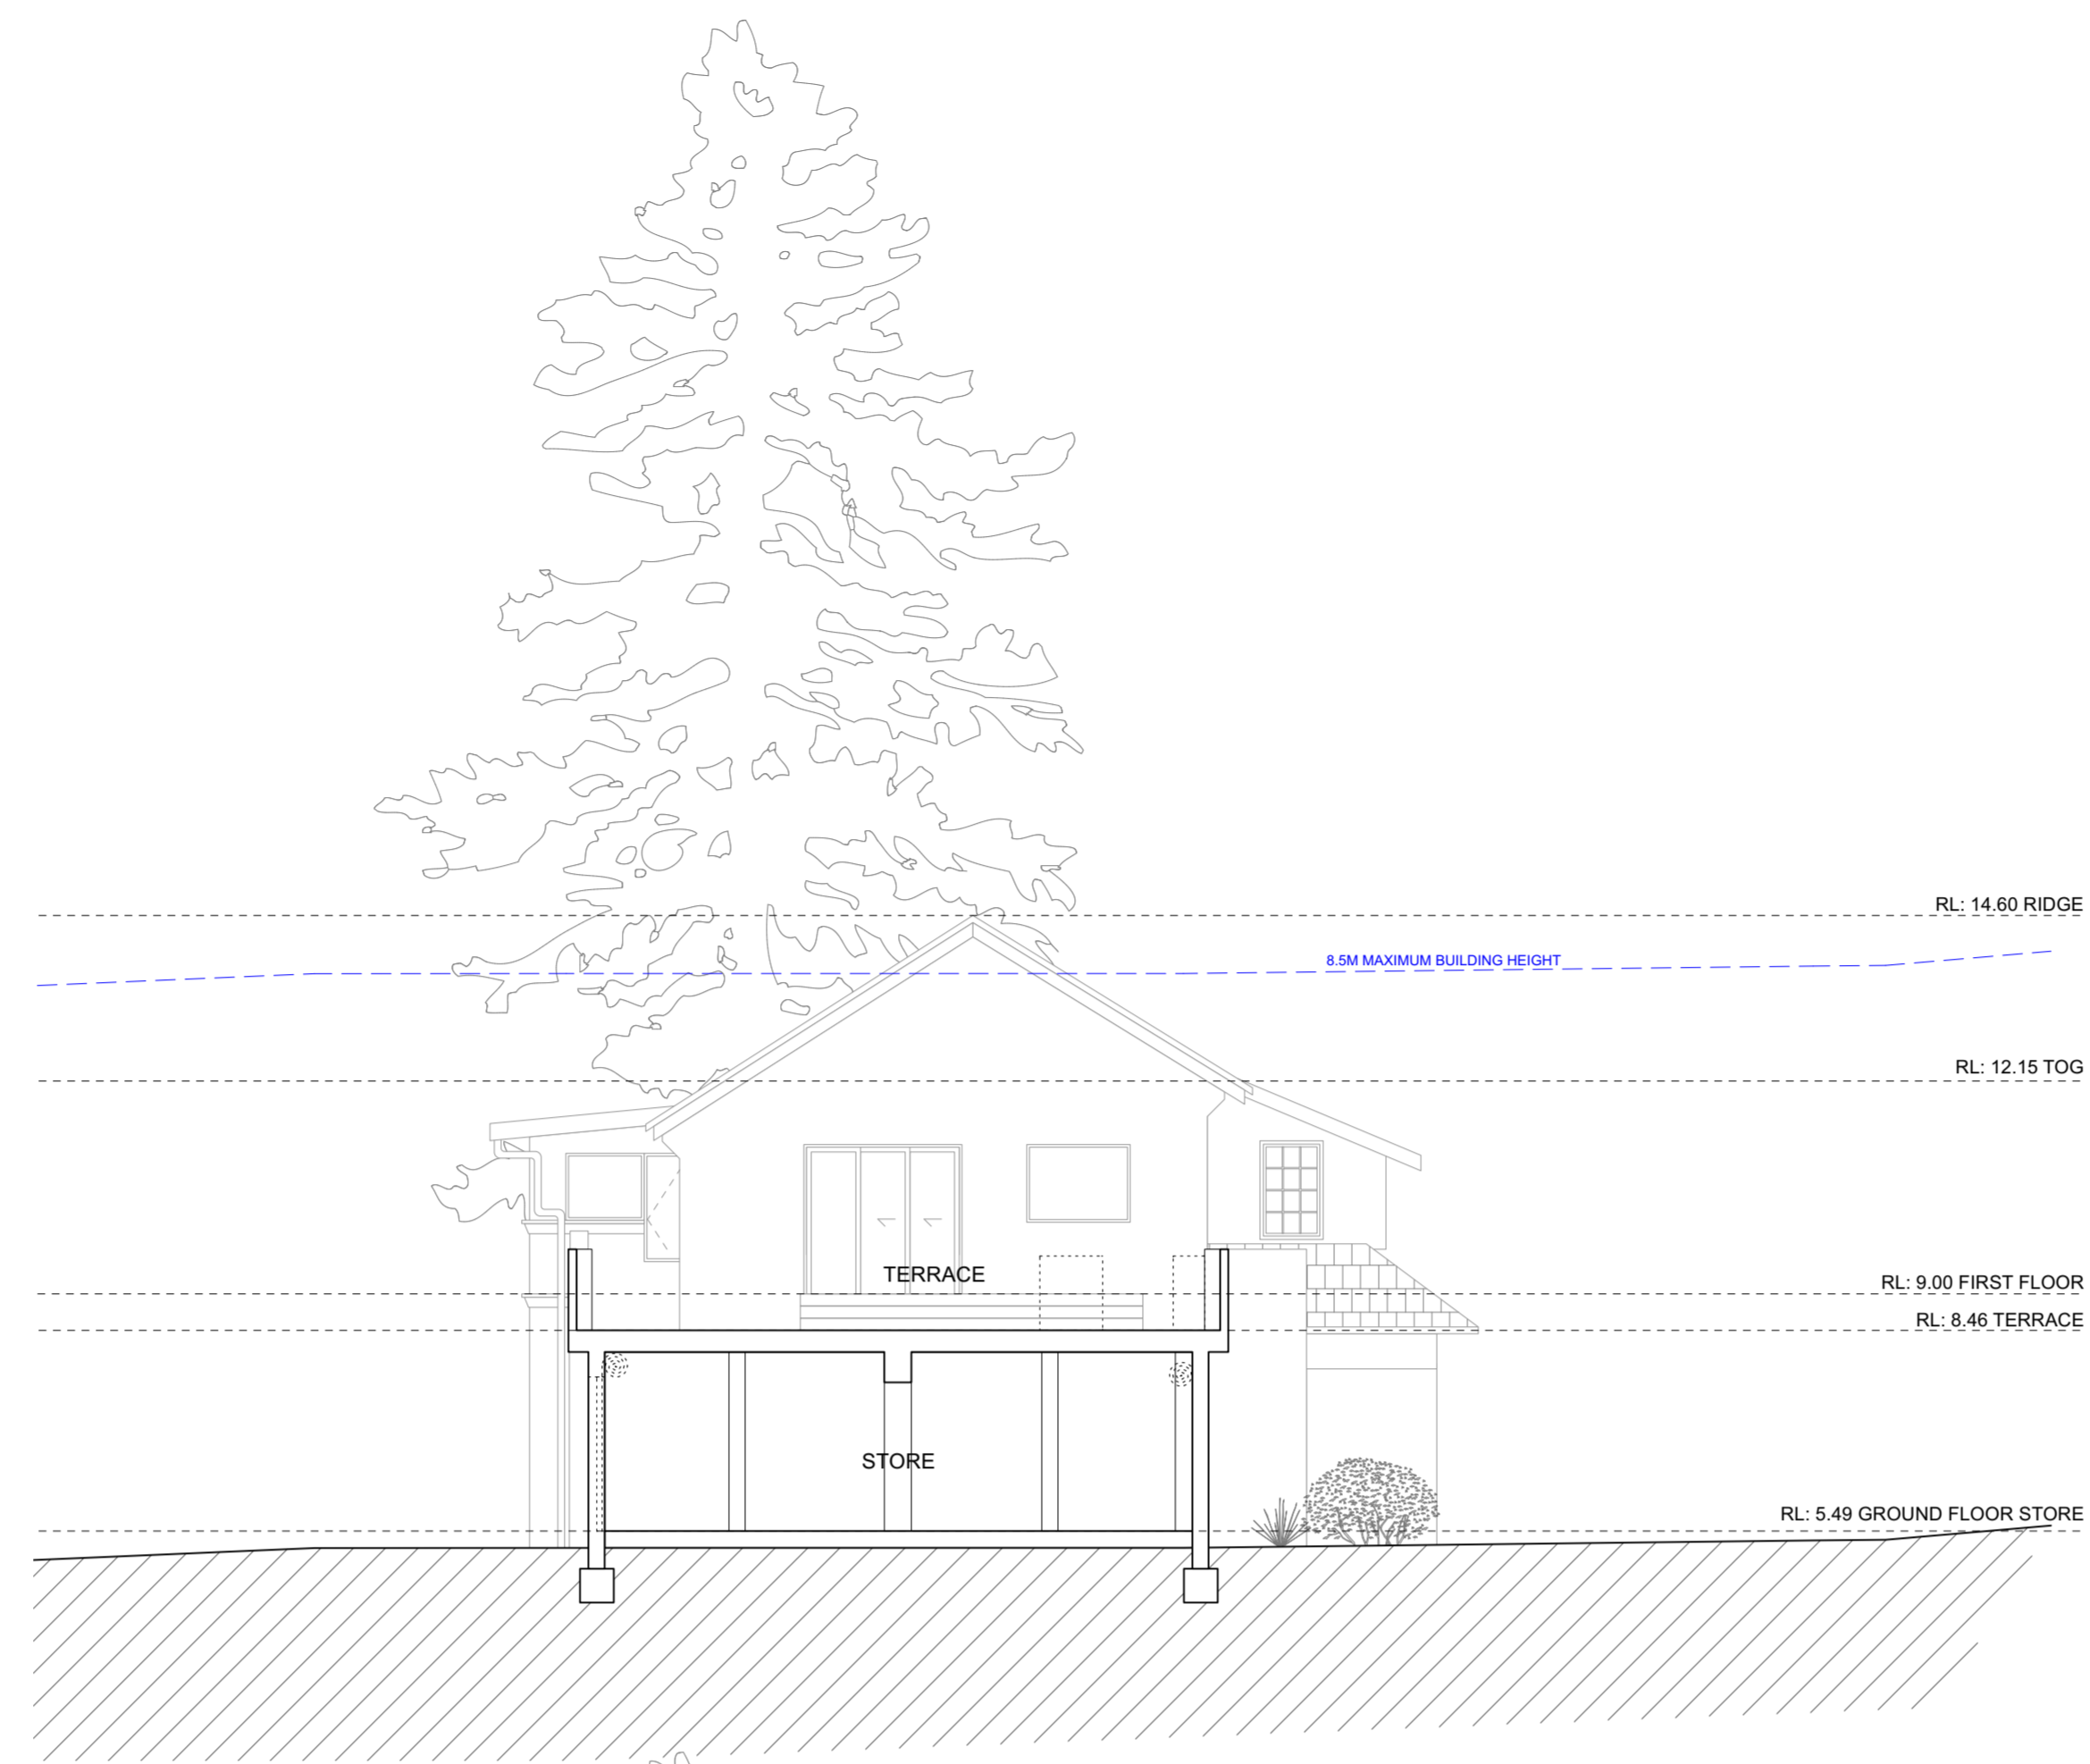 RL: 14.60 RIDGE
8.5M MAXIMUM BUILDING HEIGHT
RL: 12.15 TOG
TERRACE
RL: 9.00 FIRST FLOOR
RL: 8.46 TERRACE
STORE
RL: 5.49 GROUND FLOOR STORE